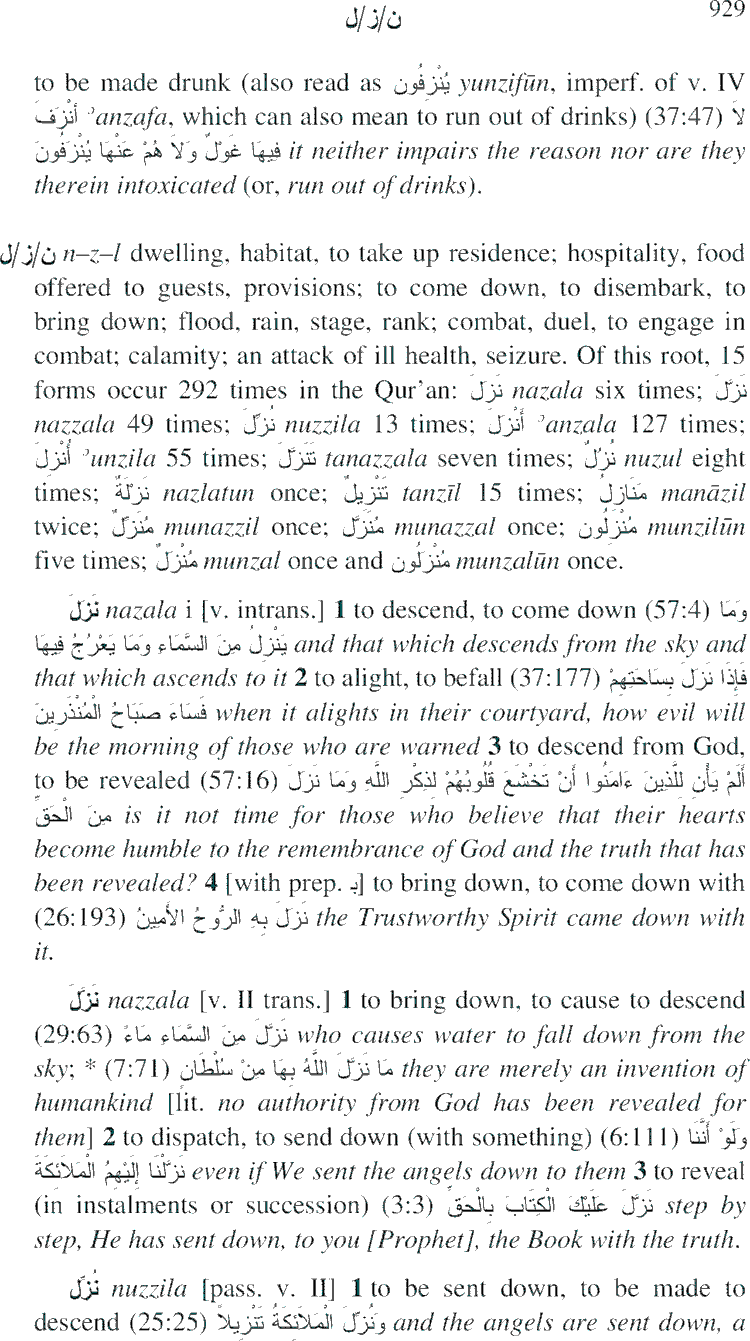 ن/ز/ل
929
to be made drunk (also read as يُنْزِفُون yunzifūn, imperf. of v. IV
أَنْزَفَ ʾanzafa, which can also mean to run out of drinks) (37:47) لَا
فِيهَا غَوْلٌ وَلاَ هُمْ عَنْهَا يُنْزَفُونَ it neither impairs the reason nor are they
therein intoxicated (or, run out of drinks).
ن/ز/ل n–z–l dwelling, habitat, to take up residence; hospitality, food
offered to guests, provisions; to come down, to disembark, to
bring down; flood, rain, stage, rank; combat, duel, to engage in
combat; calamity; an attack of ill health, seizure. Of this root, 15
forms occur 292 times in the Qur’an: نَزَلَ nazala six times; نَزَّلَ
nazzala 49 times; نُزِّلَ nuzzila 13 times; أَنْزَلَ ʾanzala 127 times;
أُنْزِلَ ʾunzila 55 times; تَنَزَّلَ tanazzala seven times; نُزُلٌ nuzul eight
times; نَزْلَةٌ nazlatun once; تَنْزِيلٌ tanzīl 15 times; مَنَازِلُ manāzil
twice; مُنَزِّلٌ munazzil once; مُنَزَّلٌ munazzal once; مُنْزِلُون munzilūn
five times; مُنْزَلٌ munzal once and مُنْزَلُون munzalūn once.
نَزَلَ nazala i [v. intrans.] 1 to descend, to come down (57:4) وَمَا
يَنْزِلُ مِنَ السَّمَاءِ وَمَا يَعْرُجُ فِيهَا and that which descends from the sky and
that which ascends to it 2 to alight, to befall (37:177) فَإِذَا نَزَلَ بِسَاحَتِهِمْ
فَسَاءَ صَبَاحُ الْمُنْذَرِينَ when it alights in their courtyard, how evil will
be the morning of those who are warned 3 to descend from God,
to be revealed (57:16) أَلَمْ يَأْنِ لِلَّذِينَ ءَامَنُوا أَنْ تَخْشَعَ قُلُوبُهُمْ لِذِكْرِ اللَّهِ وَمَا نَزَلَ
مِنَ الْحَقِّ is it not time for those who believe that their hearts
become humble to the remembrance of God and the truth that has
been revealed? 4 [with prep. بـ] to bring down, to come down with
(26:193) نَزَلَ بِهِ الرُّوحُ الأَمِينُ the Trustworthy Spirit came down with
it.
نَزَّلَ nazzala [v. II trans.] 1 to bring down, to cause to descend
(29:63) نَزَّلَ مِنَ السَّمَاءِ مَاءً who causes water to fall down from the
sky; * (7:71) مَا نَزَّلَ اللَّهُ بِهَا مِنْ سُلْطَانٍ they are merely an invention of
humankind [lit. no authority from God has been revealed for
them] 2 to dispatch, to send down (with something) (6:111) وَلَوْ أَنَّنَا
نَزَّلْنَا إِلَيْهِمُ الْمَلاَئِكَةَ even if We sent the angels down to them 3 to reveal
(in instalments or succession) (3:3) نَزَّلَ عَلَيْكَ الْكِتَابَ بِالْحَقِّ step by
step, He has sent down, to you [Prophet], the Book with the truth.
نُزِّلَ nuzzila [pass. v. II] 1 to be sent down, to be made to
descend (25:25) وَنُزِّلَ الْمَلاَئِكَةُ تَنْزِيلاً and the angels are sent down, a